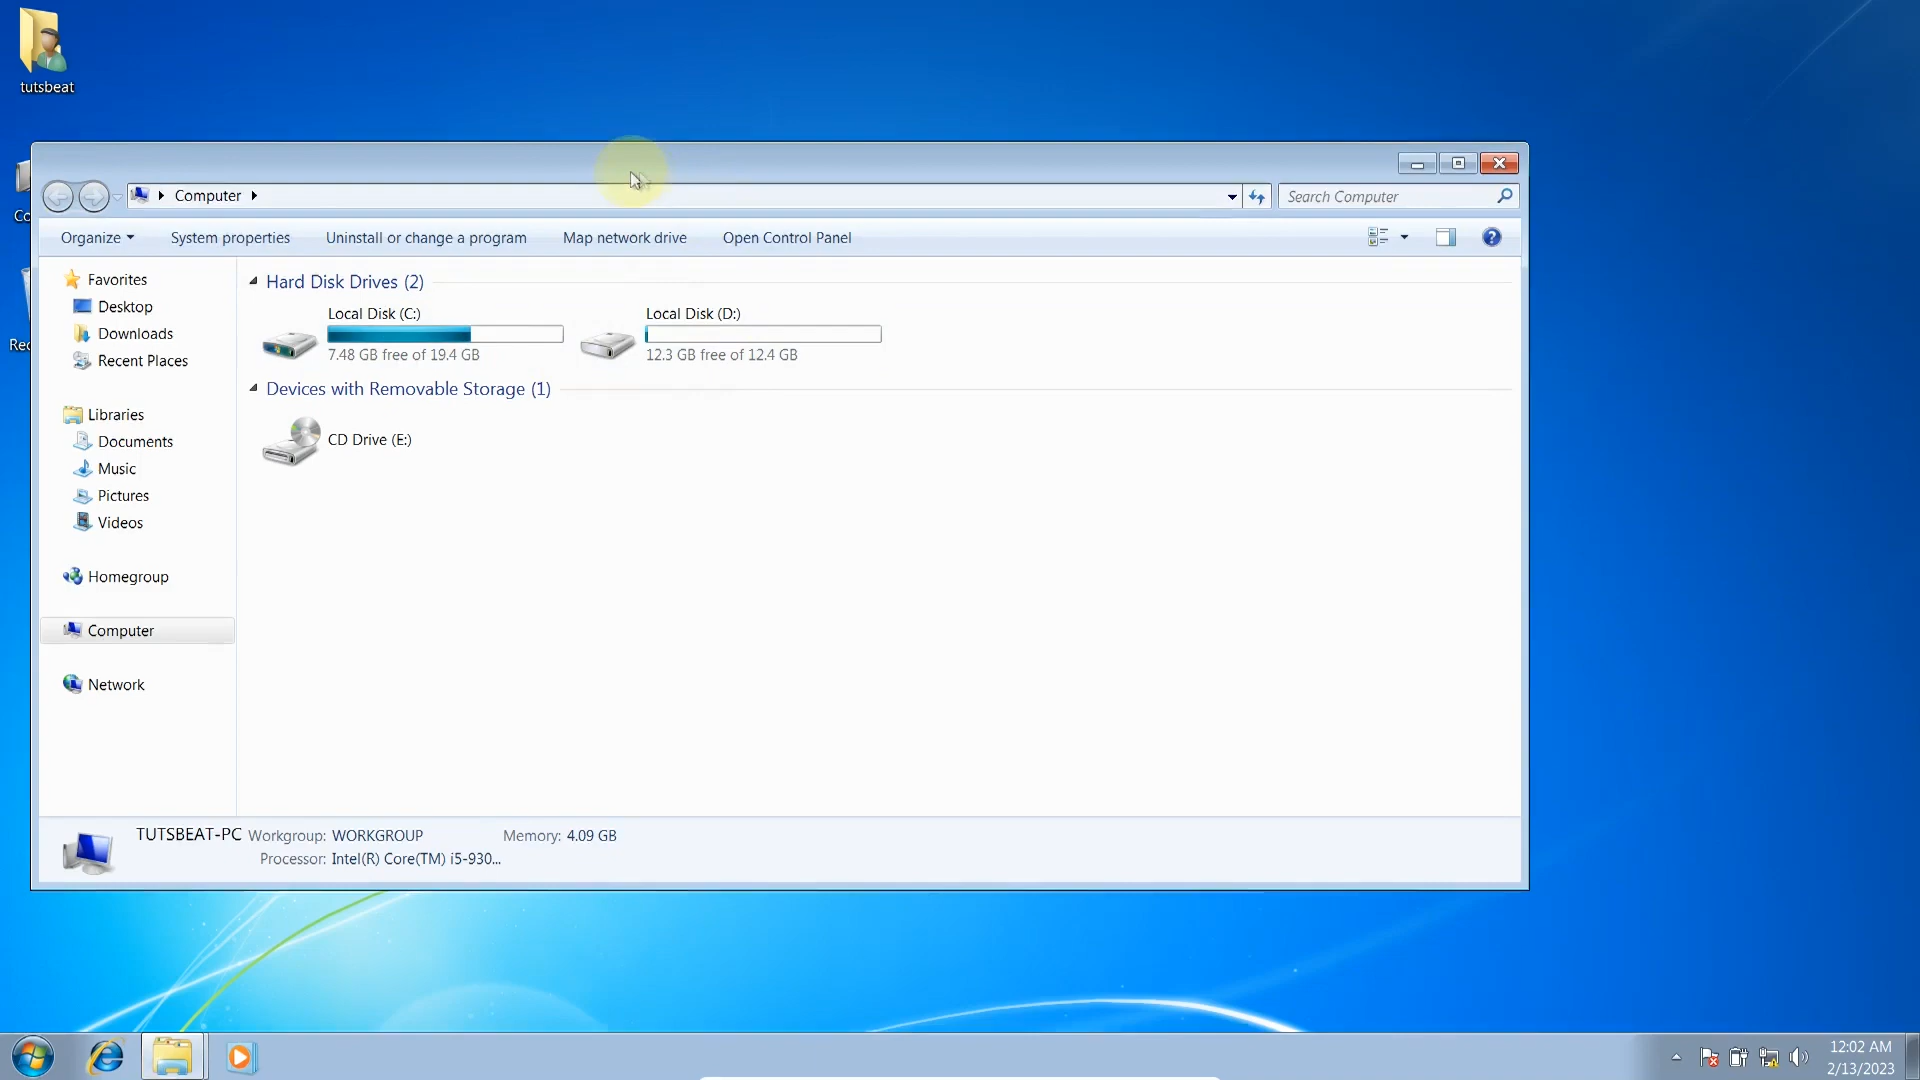 tutsbeat
Co
Rec
Computer
Search Computer
Organize
System properties
Uninstall or change a program
Map network drive
Open Control Panel
Favorites
Desktop
Downloads
Recent Places
Libraries
Documents
Music
Pictures
Videos
Homegroup
Computer
Network
Hard Disk Drives (2)
Local Disk (C:)
7.48 GB free of 19.4 GB
Local Disk (D:)
12.3 GB free of 12.4 GB
Devices with Removable Storage (1)
CD Drive (E:)
TUTSBEAT-PC Workgroup: WORKGROUP Memory: 4.09 GB
Processor: Intel(R) Core(TM) i5-930...
12:02 AM
2/13/2023